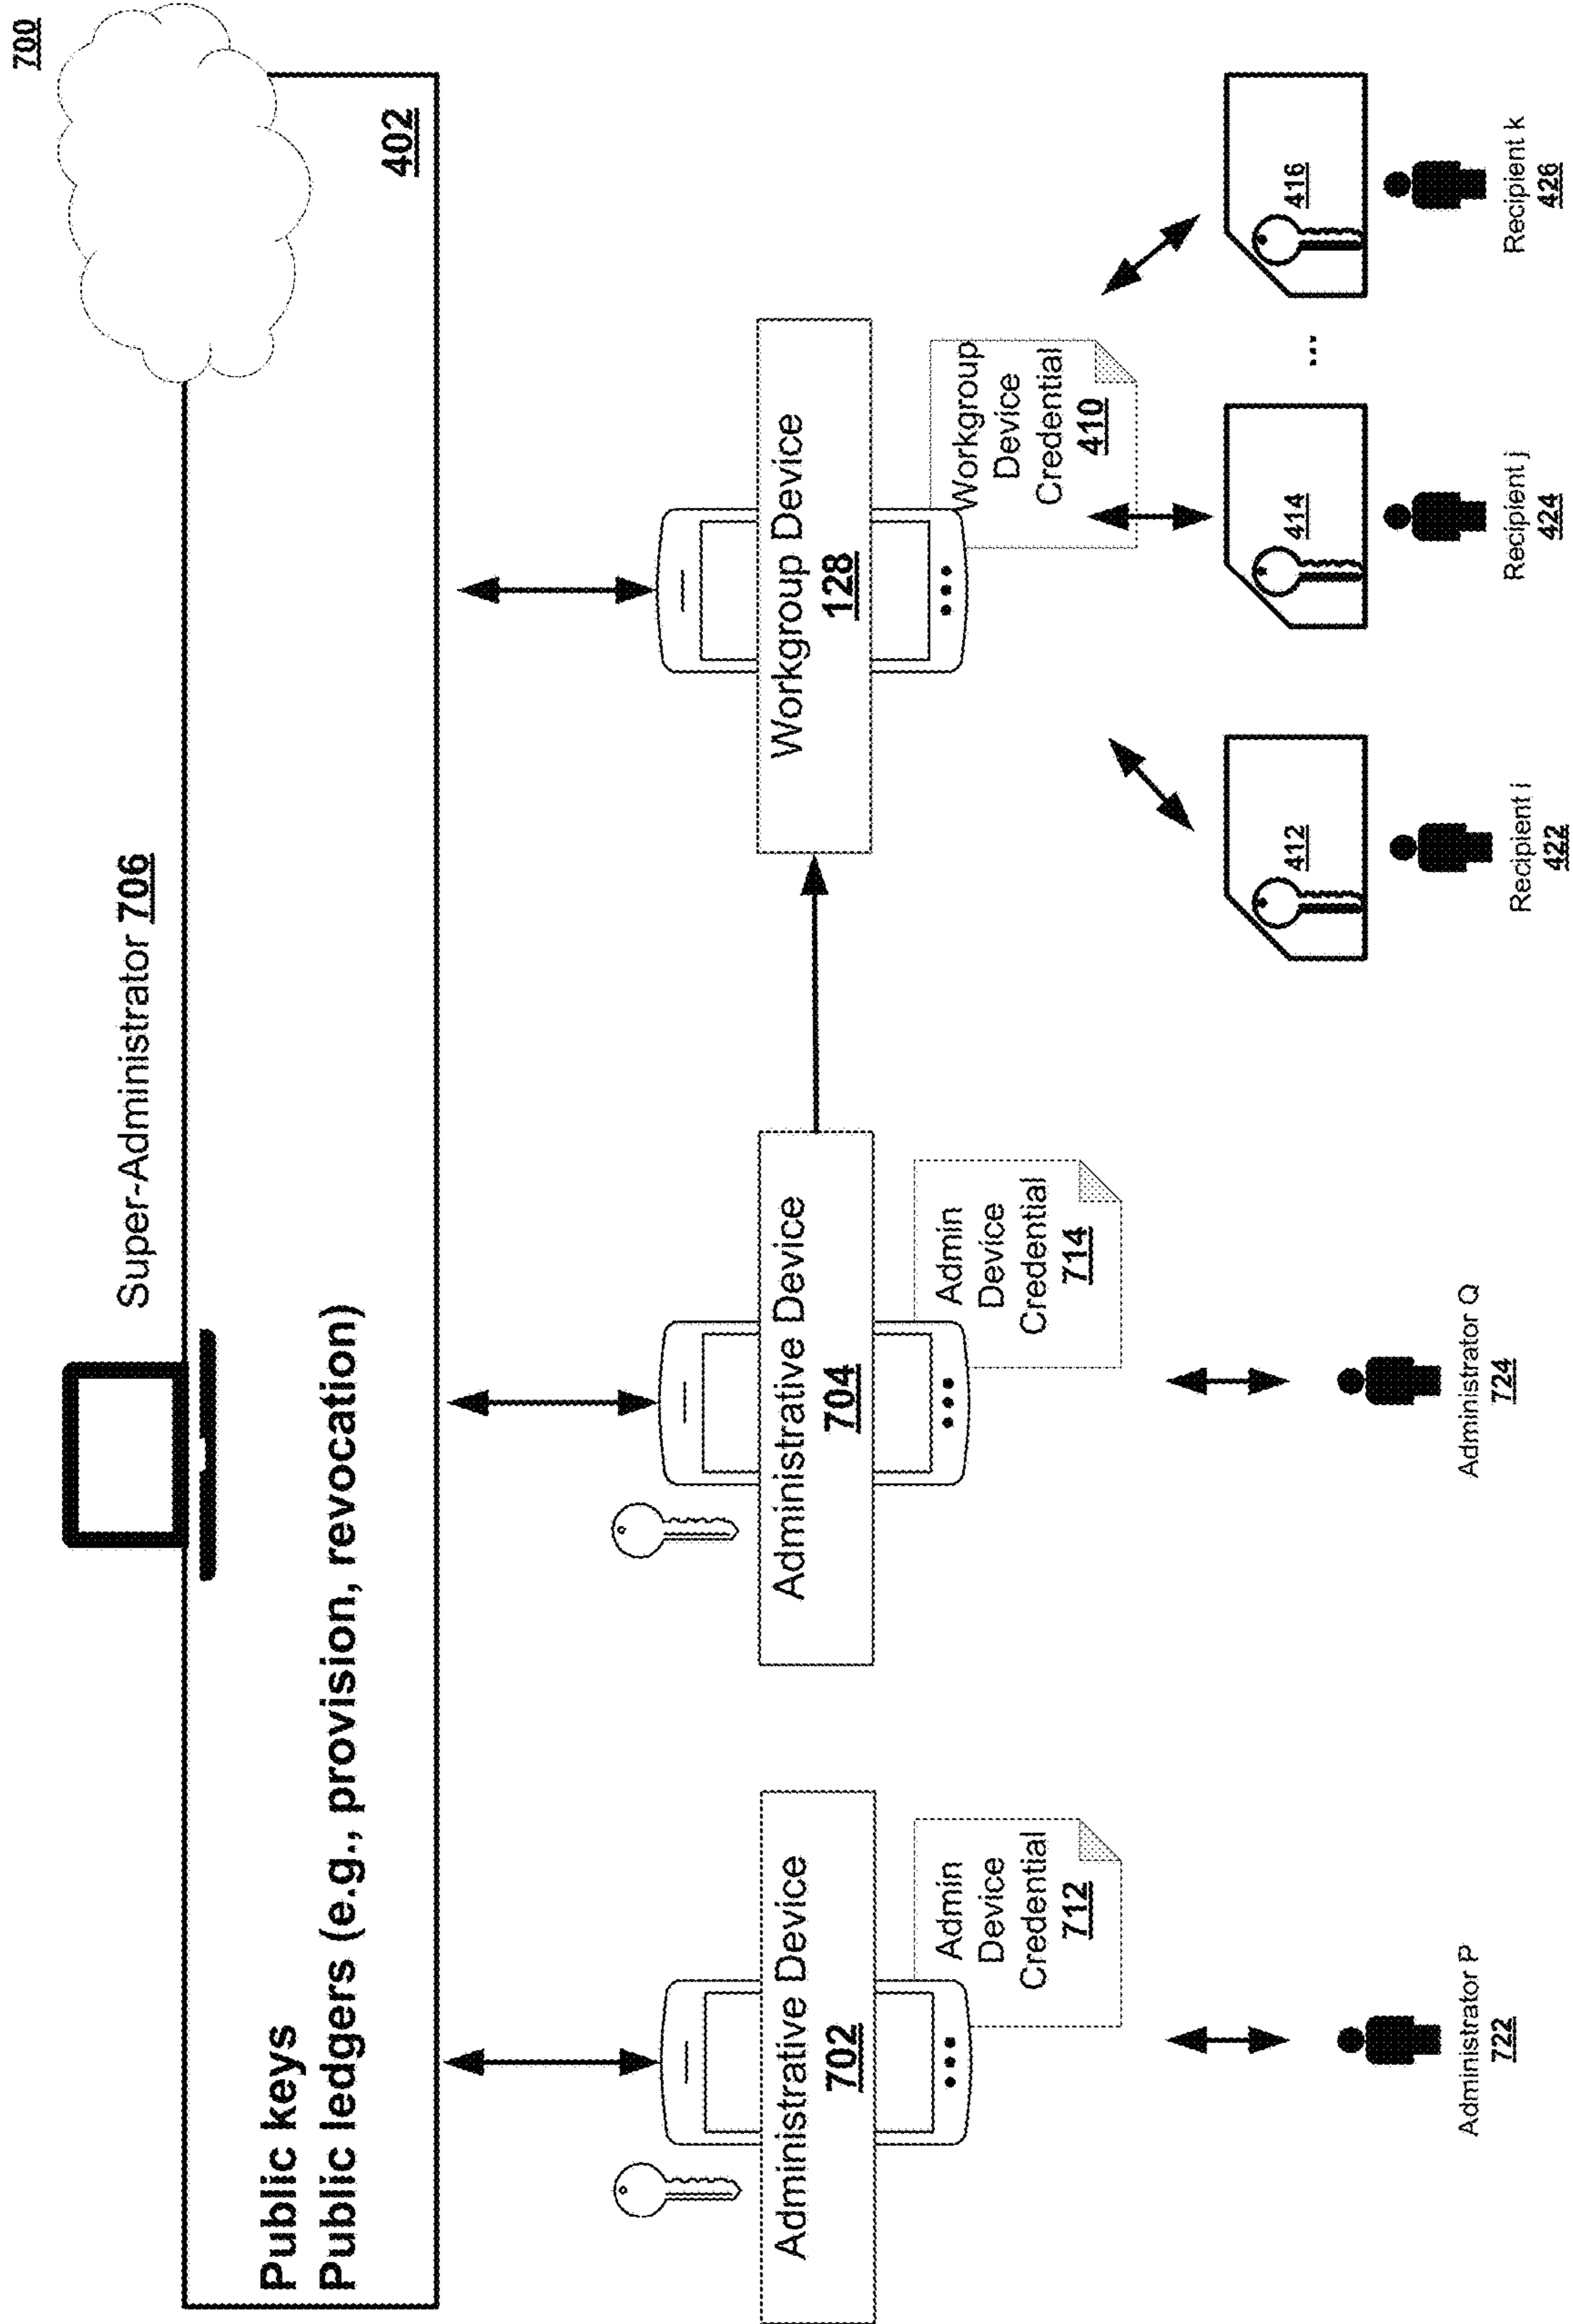 700
Super-Administrator 706
Public keys
Public ledgers (e.g., provision, revocation)
402
Administrative Device
702
Admin
Device
Credential
712
Administrator P
722
Administrative Device
704
Admin
Device
Credential
714
Administrator Q
724
Workgroup Device
128
Workgroup
Device
Credential
410
412
Recipient i
422
414
Recipient j
424
...
416
Recipient k
426